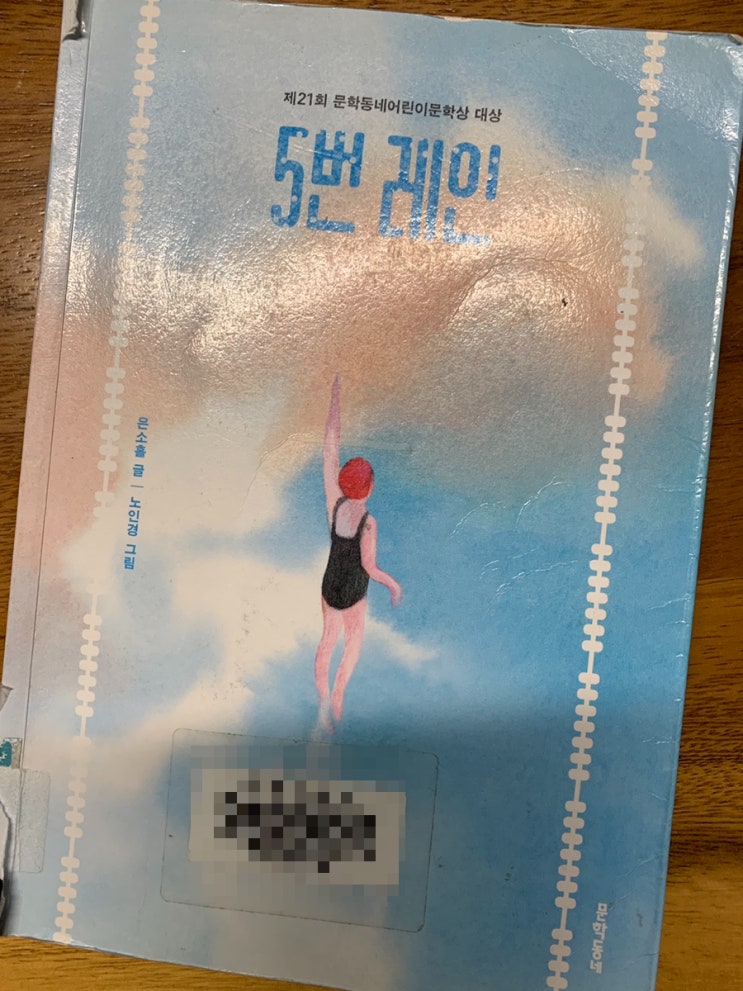 제21회 문학동네어린이문학상 대상
5번 레인
은소홀 글 | 노인경 그림
문학동네